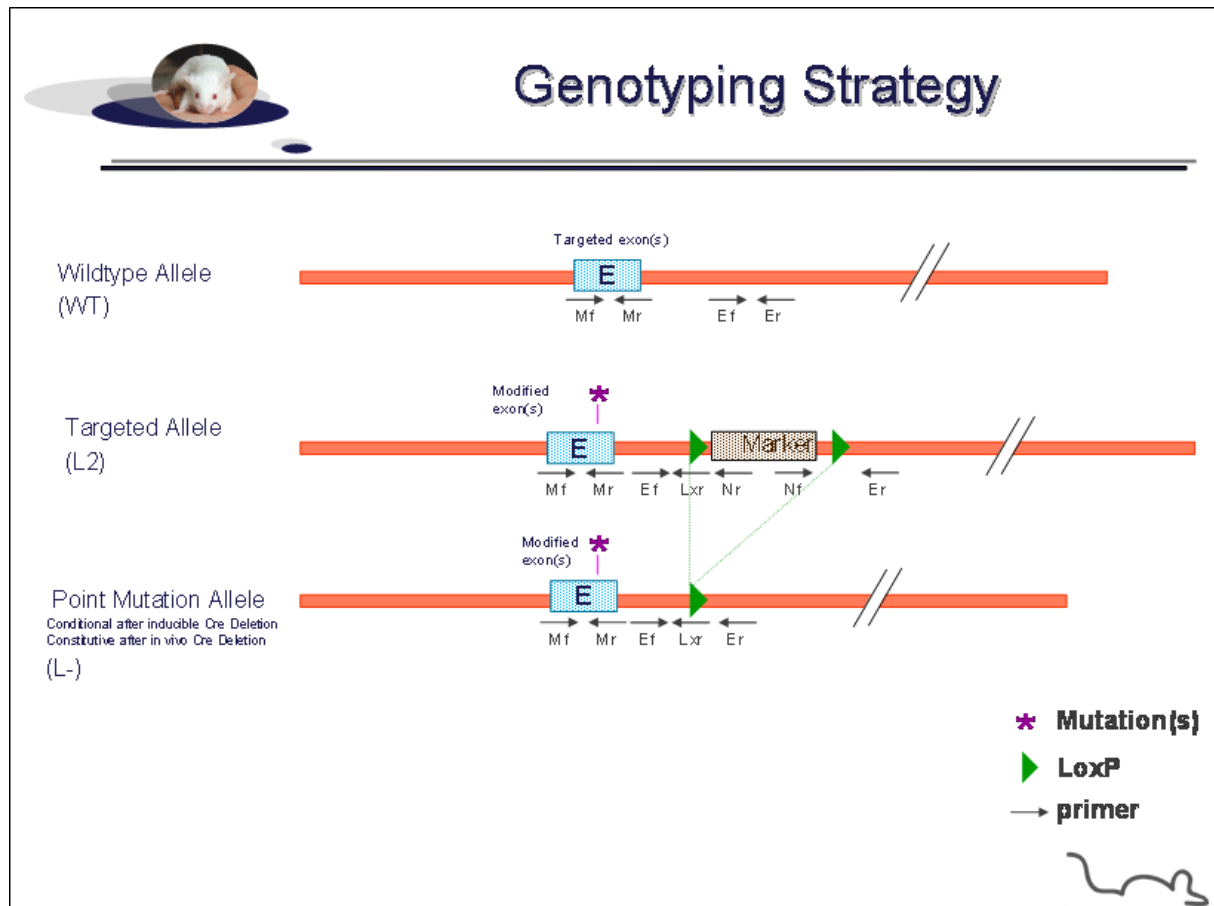 Genotyping Strategy
Targeted exon(s)
Wildtype Allele
(WT)
E
Mf Mr Ef Er
Modified
exon(s)
*
Targeted Allele
(L2)
E
Marker
Mf Mr Ef Lxr Nr Nf Er
Modified
exon(s)
*
Point Mutation Allele
Conditional after inducible Cre Deletion
Constitutive after in vivo Cre Deletion
(L-)
E
Mf Mr Ef Lxr Er
* Mutation(s)
LoxP
primer